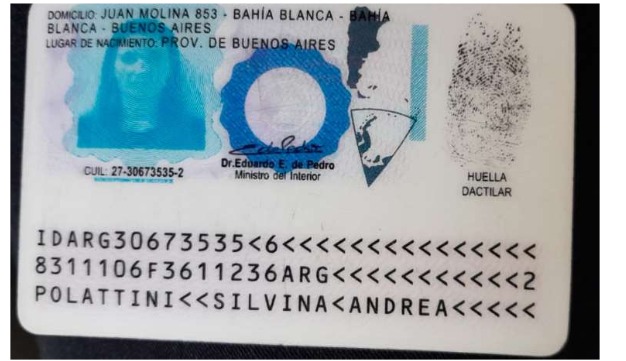 DOMICILIO: JUAN MOLINA 853 - BAHÍA BLANCA - BAHÍA
BLANCA - BUENOS AIRES
LUGAR DE NACIMIENTO: PROV. DE BUENOS AIRES
CUIL: 27-30673535-2
Dr. Eduardo E. de Pedro
Ministro del Interior
HUELLA
DACTILAR
IDARG30673535<6<<<<<<<<<<<<<<<
8311106F3611236ARG<<<<<<<<<<<2
POLATTINI<<SILVINA<ANDREA<<<<<